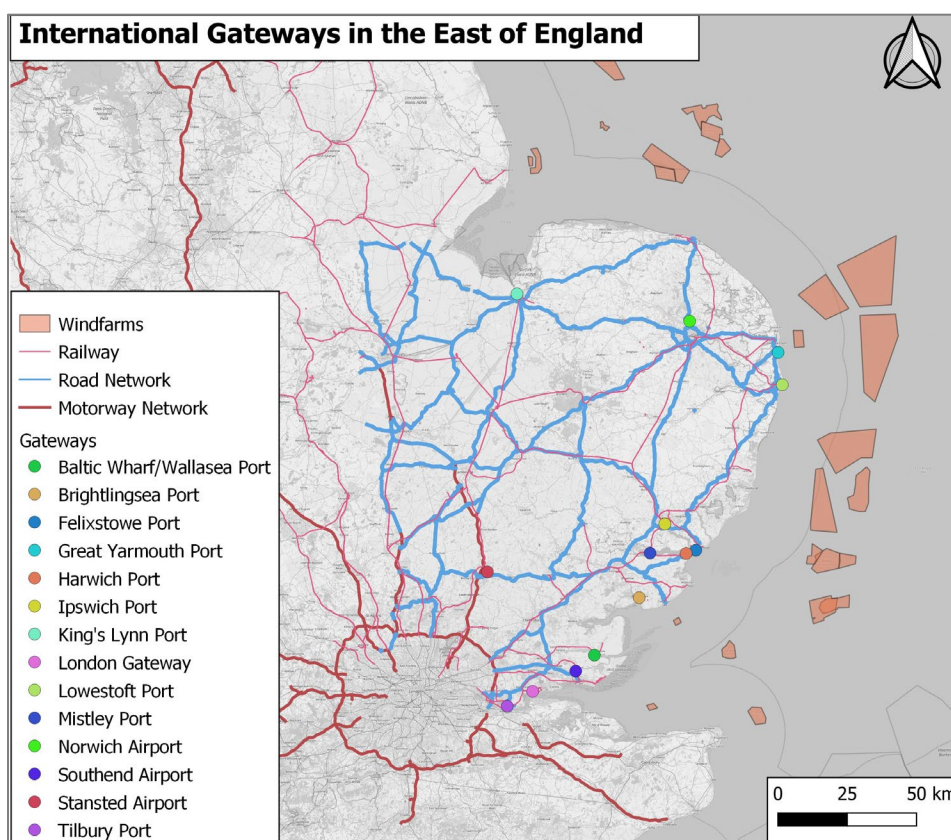 International Gateways in the East of England
Windfarms
Railway
Road Network
Motorway Network
Gateways
Baltic Wharf/Wallasea Port
Brightlingsea Port
Felixstowe Port
Great Yarmouth Port
Harwich Port
Ipswich Port
King's Lynn Port
London Gateway
Lowestoft Port
Mistley Port
Norwich Airport
Southend Airport
Stansted Airport
Tilbury Port
0 25 50 km